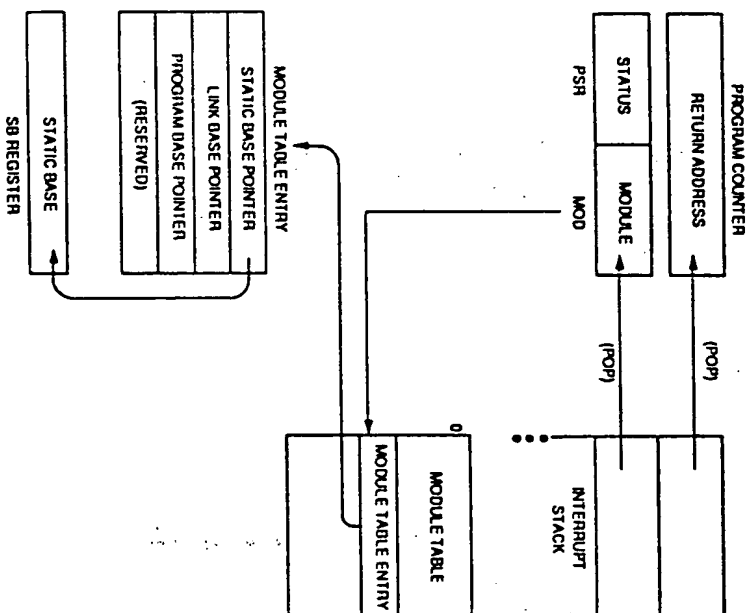 PROGRAM COUNTER
RETURN ADDRESS
(POP)
STATUS
MODULE
(POP)
PSR
MOD
INTERRUPT
STACK
0
MODULE TABLE
MODULE TABLE ENTRY
MODULE TABLE ENTRY
STATIC BASE POINTER
LINK BASE POINTER
PROGRAM BASE POINTER
(RESERVED)
STATIC BASE
SB REGISTER